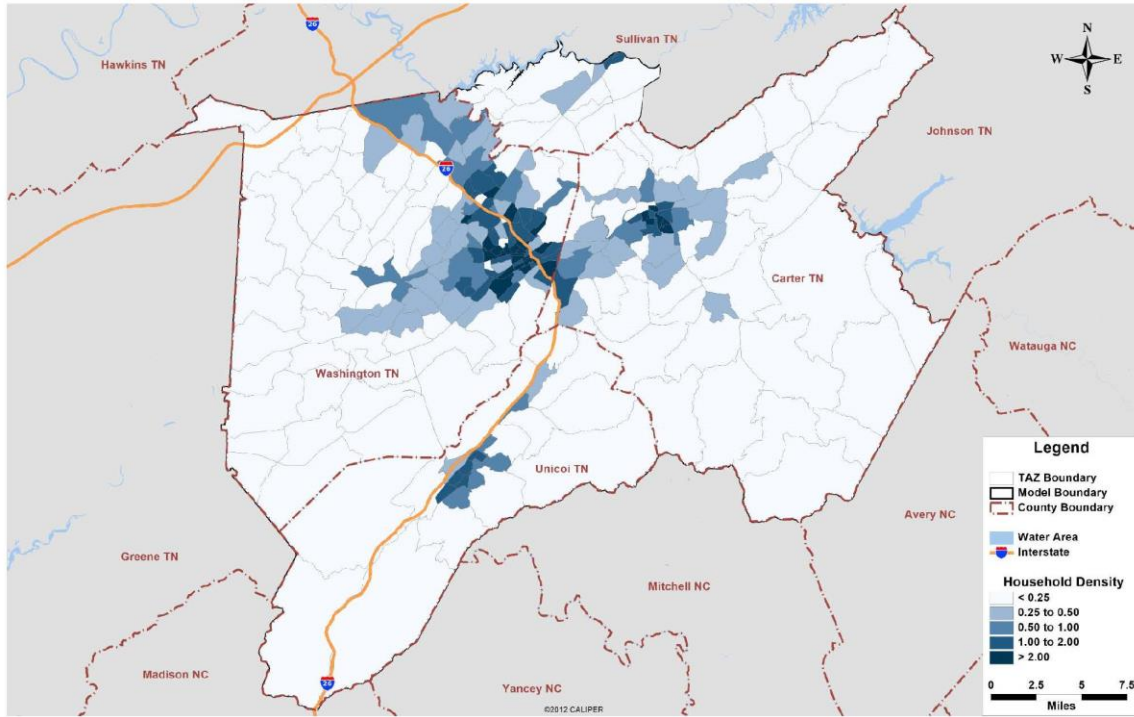 26
Sullivan TN
Hawkins TN
N
W E
S
Johnson TN
26
Carter TN
Watauga NC
Washington TN
Unicoi TN
Avery NC
Greene TN
Mitchell NC
Madison NC
26
Yancey NC
©2012 CALIPER
Legend
TAZ Boundary
Model Boundary
County Boundary
Water Area
Interstate
Household Density
< 0.25
0.25 to 0.50
0.50 to 1.00
1.00 to 2.00
> 2.00
0 2.5 5 7.5
Miles